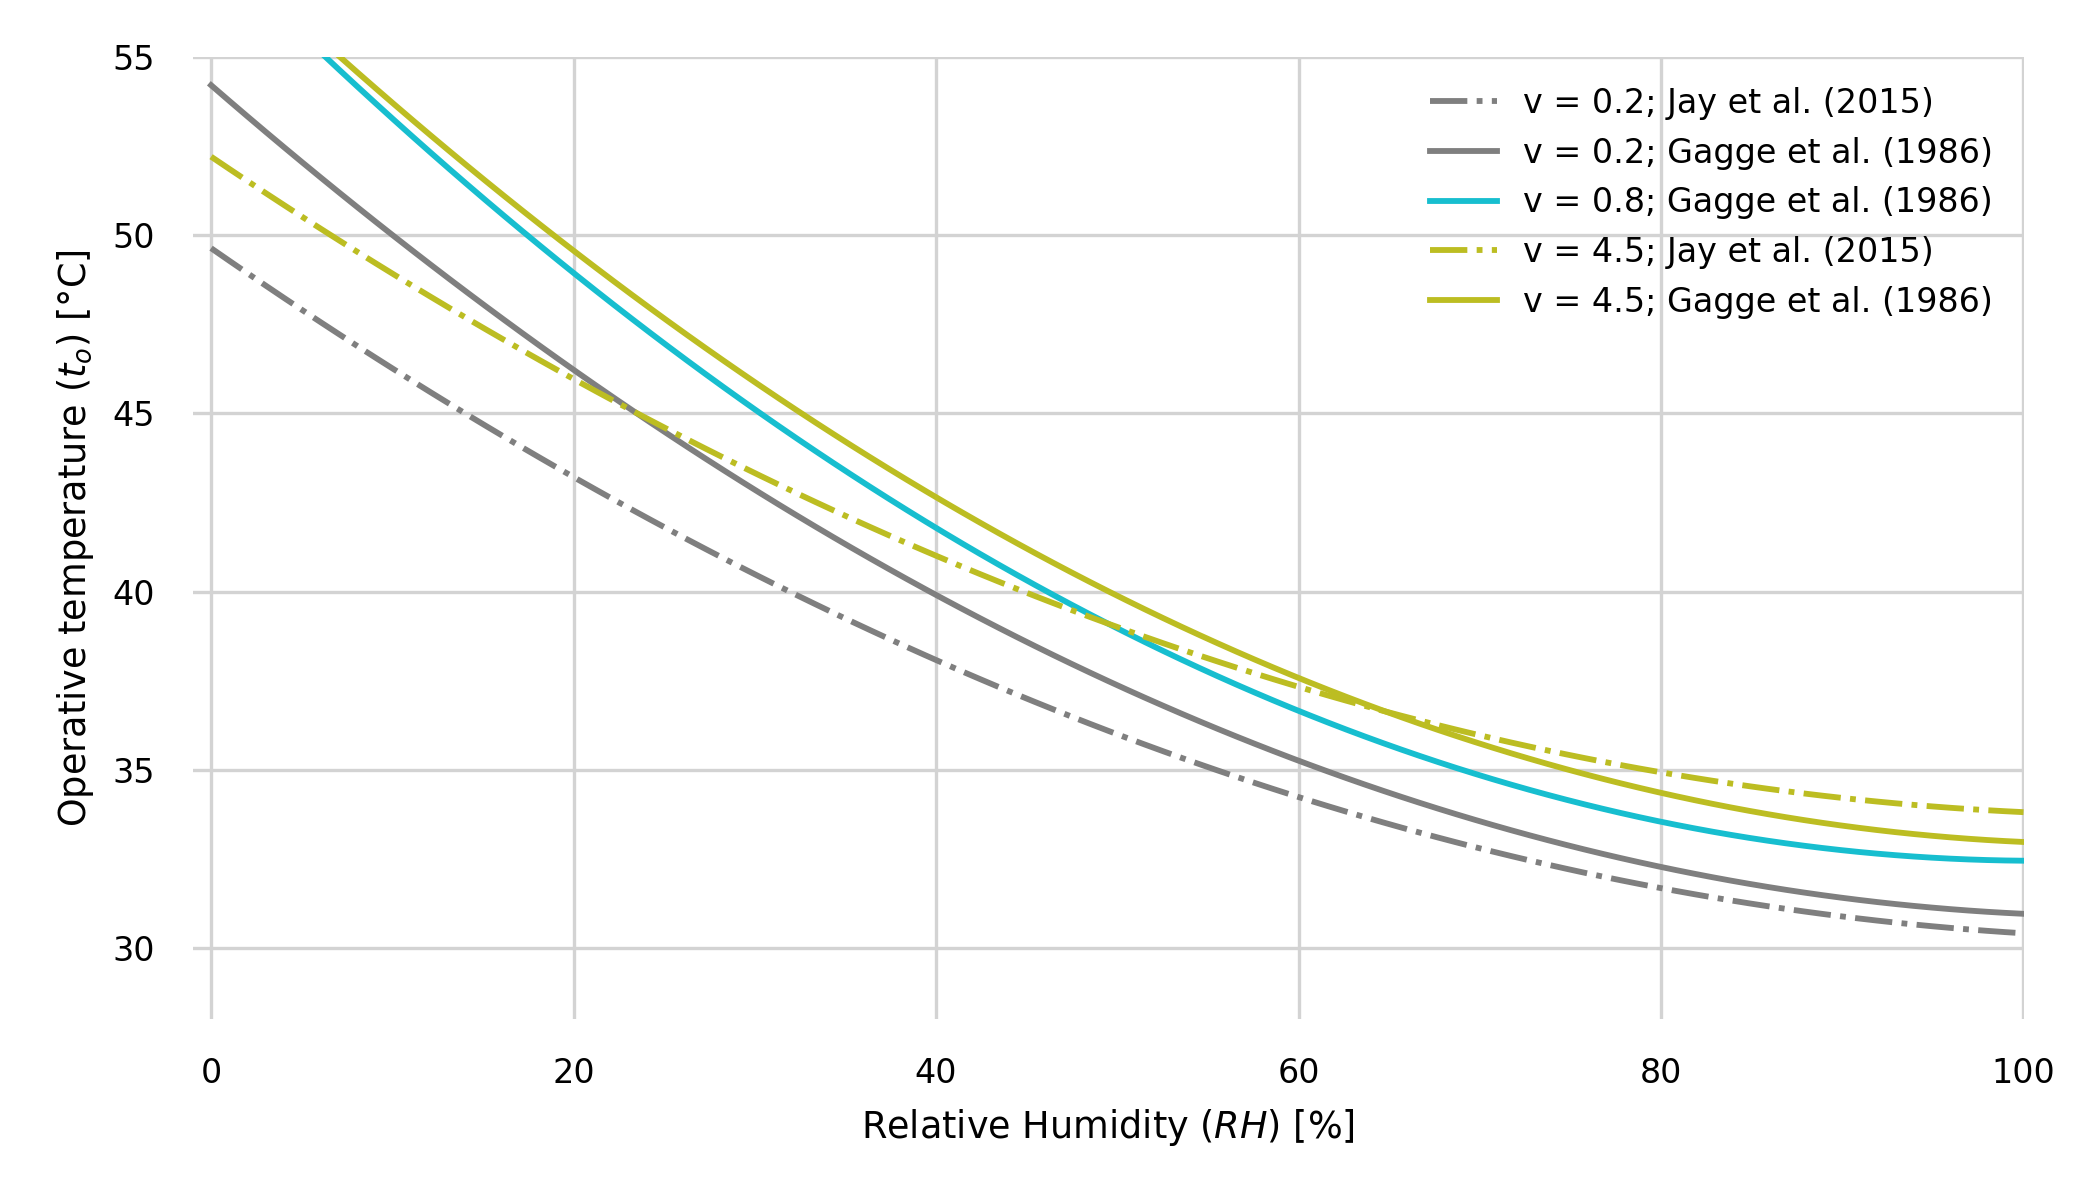 55
50
45
40
35
30
Operative temperature (t_o) [°C]
v = 0.2; Jay et al. (2015)
v = 0.2; Gagge et al. (1986)
v = 0.8; Gagge et al. (1986)
v = 4.5; Jay et al. (2015)
v = 4.5; Gagge et al. (1986)
0 20 40 60 80 100
Relative Humidity (RH) [%]